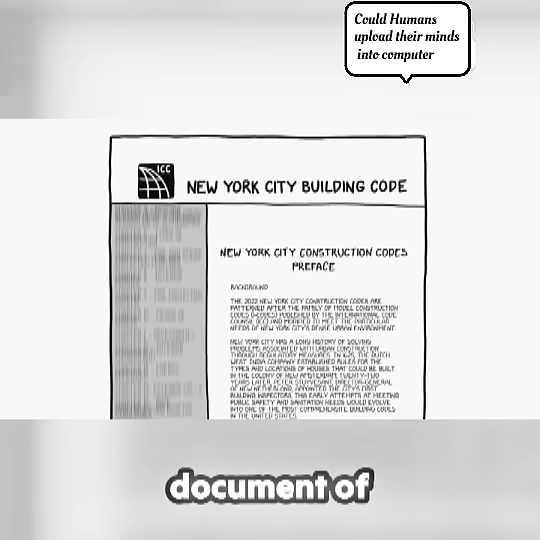 Could Humans
upload their minds
into computer
ICC
NEW YORK CITY BUILDING CODE
NEW YORK CITY CONSTRUCTION CODES
PREFACE
BACKGROUND
THE 2022 NEW YORK CITY CONSTRUCTION CODES ARE
PATTERNED AFTER THE FAMILY OF MODEL CONSTRUCTION
CODES (I-CODES) PUBLISHED BY THE INTERNATIONAL CODE
COUNCIL (ICC) AND MODIFIED TO MEET THE PARTICULAR
NEEDS OF NEW YORK CITY'S DENSE URBAN ENVIRONMENT
NEW YORK CITY HAS A LONG HISTORY OF SOLVING
PROBLEMS ASSOCIATED WITH URBAN CONSTRUCTION
THROUGH REGULATORY MEASURES. IN 1625, THE DUTCH
WEST INDIA COMPANY ESTABLISHED RULES FOR THE
TYPES AND LOCATIONS OF HOUSES THAT COULD BE BUILT
IN THE COLONY OF NEW AMSTERDAM. TWENTY-TWO
YEARS LATER, PETER STUYVESANT, DIRECTOR-GENERAL
OF NEW NETHERLAND, APPOINTED THE CITY'S FIRST
BUILDING INSPECTORS. THIS EARLY ATTEMPTS AT MEETING
PUBLIC SAFETY AND SANITATION NEEDS WOULD EVOLVE
INTO ONE OF THE MOST COMPREHENSIVE BUILDING CODES
IN THE UNITED STATES.
document of